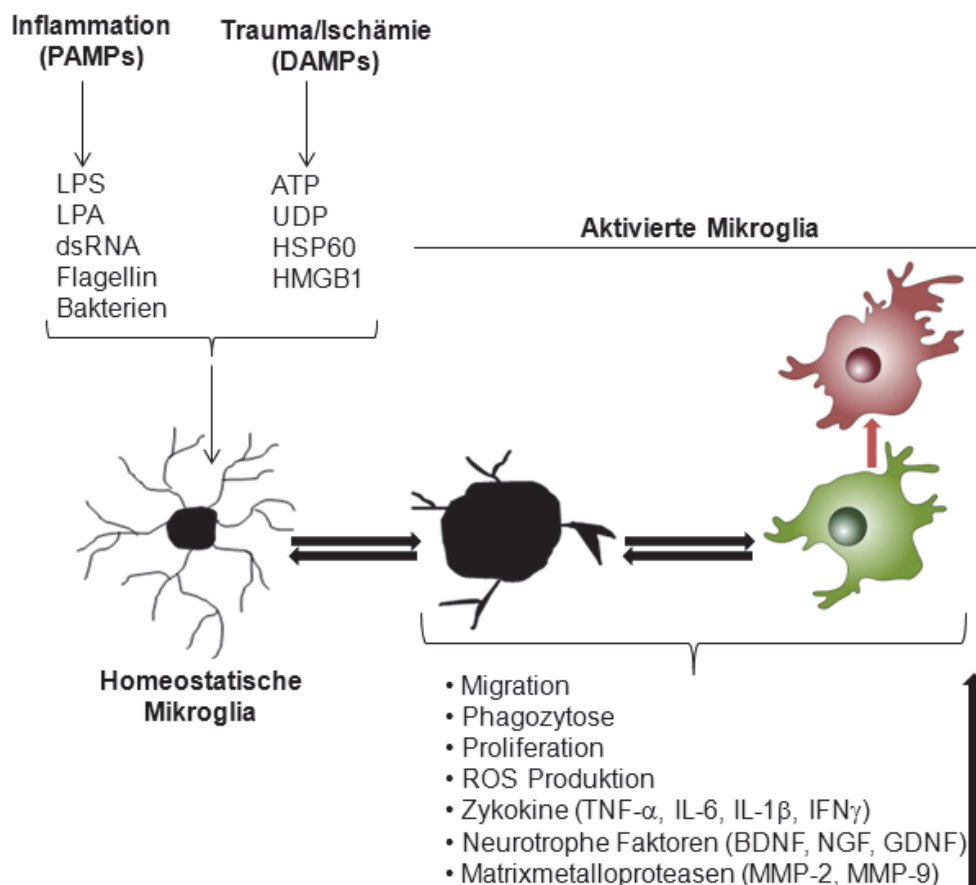 Inflammation
(PAMPs)
Trauma/Ischämie
(DAMPs)
LPS
LPA
dsRNA
Flagellin
Bakterien
ATP
UDP
HSP60
HMGB1
Aktivierte Mikroglia
Homeostatische
Mikroglia
• Migration
• Phagozytose
• Proliferation
• ROS Produktion
• Zykokine (TNF-α, IL-6, IL-1β, IFNγ)
• Neurotrophe Faktoren (BDNF, NGF, GDNF)
• Matrixmetalloproteasen (MMP-2, MMP-9)